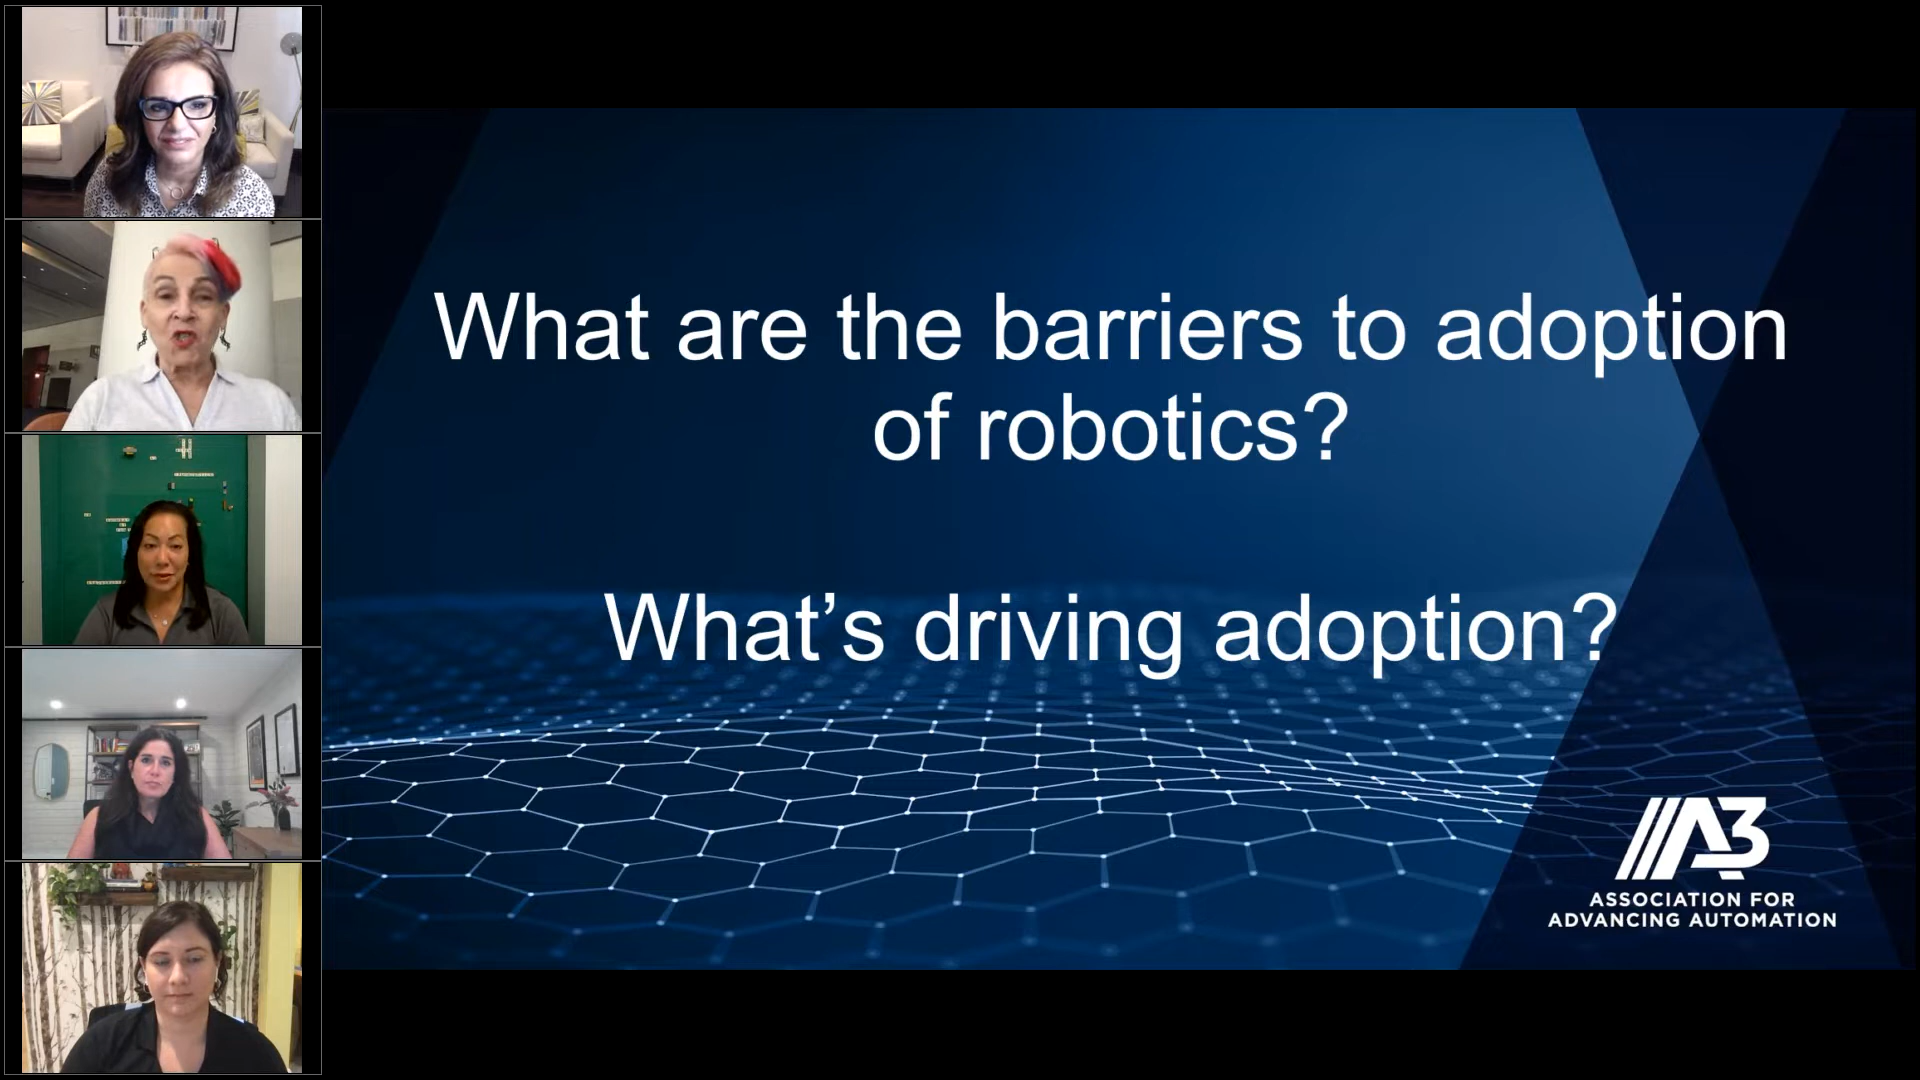 What are the barriers to adoption
of robotics?
What’s driving adoption?
A3
ASSOCIATION FOR
ADVANCING AUTOMATION